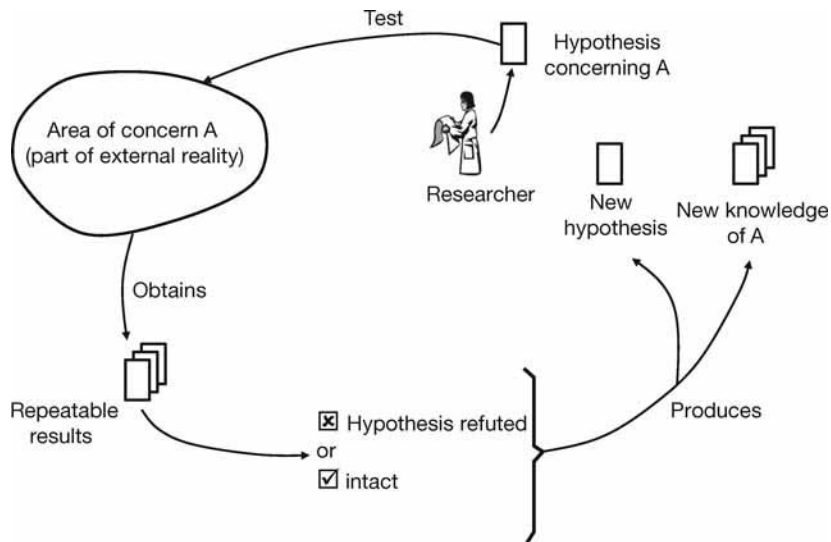 Test
Hypothesis
concerning A
Area of concern A
(part of external reality)
Researcher
New
hypothesis
New knowledge
of A
Obtains
Repeatable
results
Hypothesis refuted
or
intact
Produces